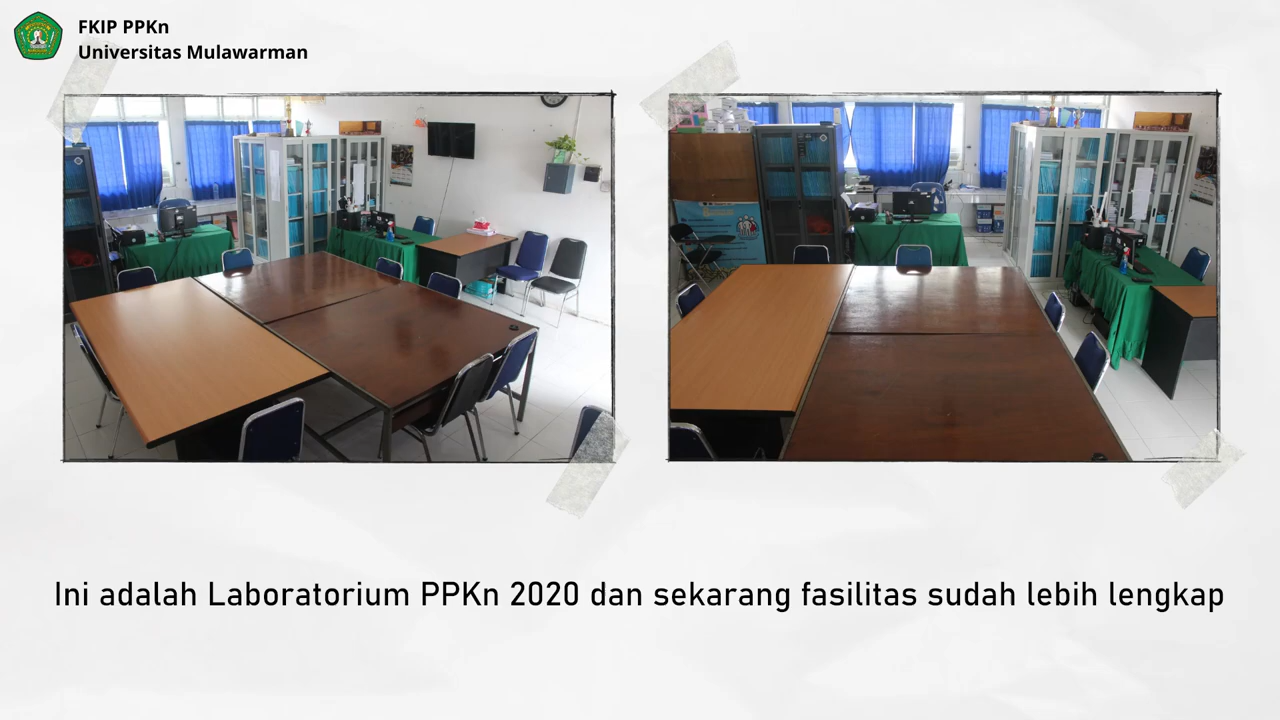 FKIP PPKn
Universitas Mulawarman
Ini adalah Laboratorium PPKn 2020 dan sekarang fasilitas sudah lebih lengkap